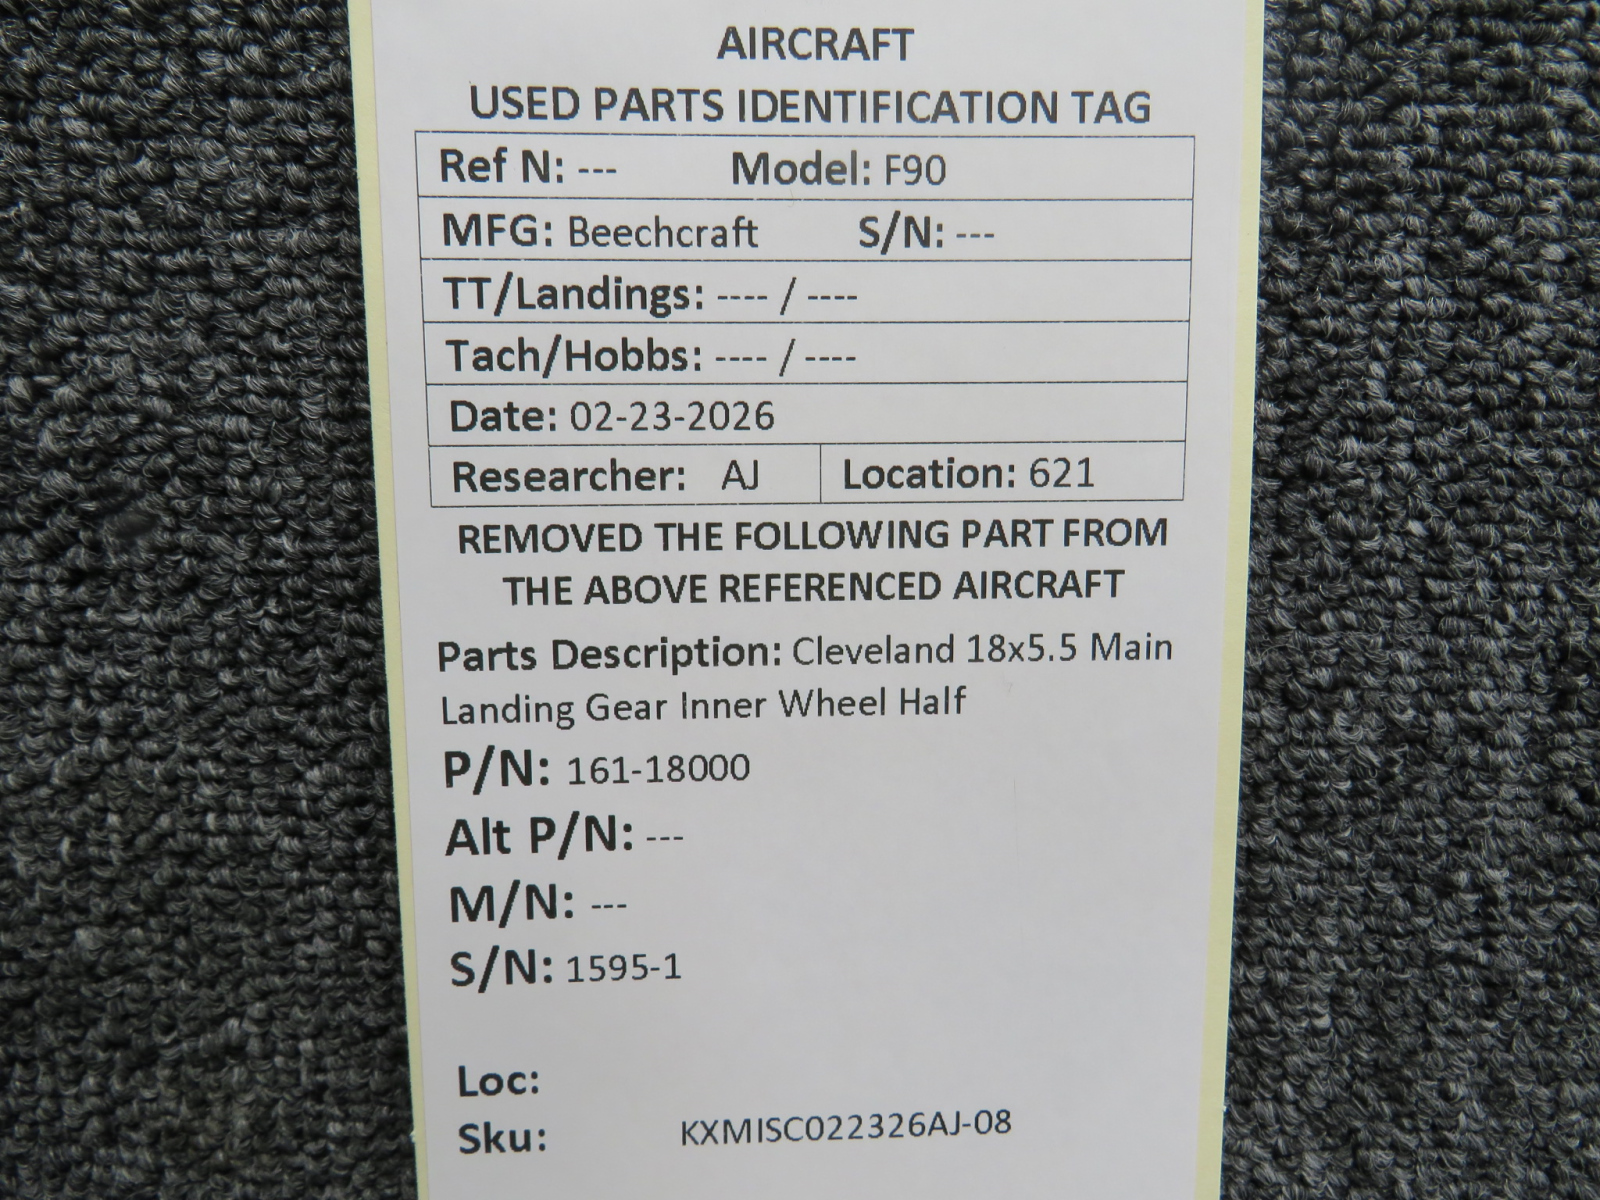 AIRCRAFT
USED PARTS IDENTIFICATION TAG
Ref N: --- Model: F90
MFG: Beechcraft S/N: ---
TT/Landings: ---- / ----
Tach/Hobbs: ---- / ----
Date: 02-23-2026
Researcher: AJ Location: 621
REMOVED THE FOLLOWING PART FROM
THE ABOVE REFERENCED AIRCRAFT
Parts Description: Cleveland 18x5.5 Main
Landing Gear Inner Wheel Half
P/N: 161-18000
Alt P/N: ---
M/N: ---
S/N: 1595-1
Loc:
Sku: KXMISC022326AJ-08